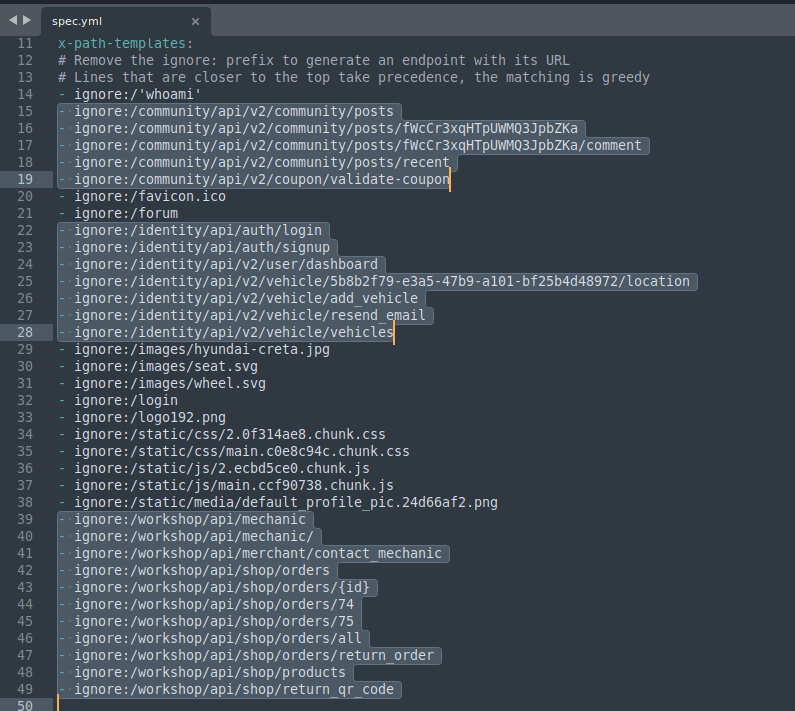 spec.yml ×
11 x-path-templates:
12 # Remove the ignore: prefix to generate an endpoint with its URL
13 # Lines that are closer to the top take precedence, the matching is greedy
14 - ignore:/'whoami'
15 - ignore:/community/api/v2/community/posts
16 - ignore:/community/api/v2/community/posts/fWcCr3xqHTpUWMQ3JpbZKa
17 - ignore:/community/api/v2/community/posts/fWcCr3xqHTpUWMQ3JpbZKa/comment
18 - ignore:/community/api/v2/community/posts/recent
19 - ignore:/community/api/v2/coupon/validate-coupon
20 - ignore:/favicon.ico
21 - ignore:/forum
22 - ignore:/identity/api/auth/login
23 - ignore:/identity/api/auth/signup
24 - ignore:/identity/api/v2/user/dashboard
25 - ignore:/identity/api/v2/vehicle/5b8b2f79-e3a5-47b9-a101-bf25b4d48972/location
26 - ignore:/identity/api/v2/vehicle/add_vehicle
27 - ignore:/identity/api/v2/vehicle/resend_email
28 - ignore:/identity/api/v2/vehicle/vehicles
29 - ignore:/images/hyundai-creta.jpg
30 - ignore:/images/seat.svg
31 - ignore:/images/wheel.svg
32 - ignore:/login
33 - ignore:/logo192.png
34 - ignore:/static/css/2.0f314ae8.chunk.css
35 - ignore:/static/css/main.c0e8c94c.chunk.css
36 - ignore:/static/js/2.ecbd5ce0.chunk.js
37 - ignore:/static/js/main.ccf90738.chunk.js
38 - ignore:/static/media/default_profile_pic.24d66af2.png
39 - ignore:/workshop/api/mechanic
40 - ignore:/workshop/api/mechanic/
41 - ignore:/workshop/api/merchant/contact_mechanic
42 - ignore:/workshop/api/shop/orders
43 - ignore:/workshop/api/shop/orders/{id}
44 - ignore:/workshop/api/shop/orders/74
45 - ignore:/workshop/api/shop/orders/75
46 - ignore:/workshop/api/shop/orders/all
47 - ignore:/workshop/api/shop/orders/return_order
48 - ignore:/workshop/api/shop/products
49 - ignore:/workshop/api/shop/return_qr_code
50